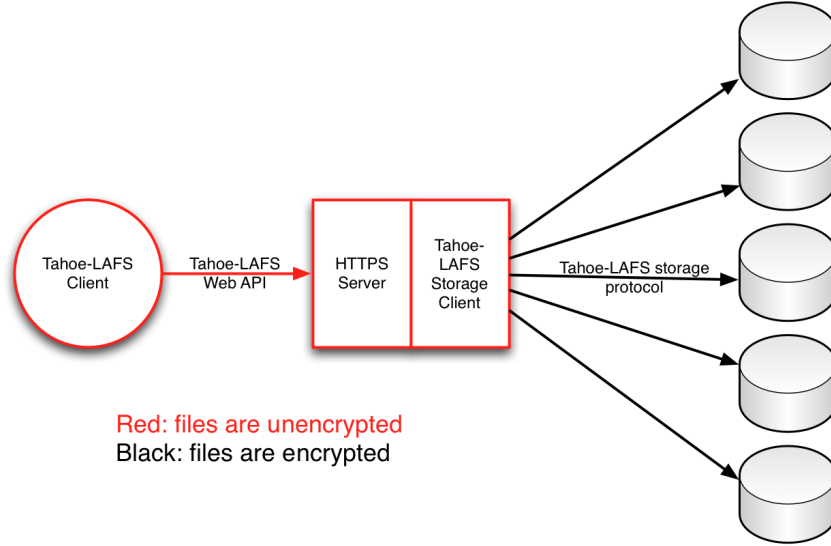 Tahoe-LAFS
Client
Tahoe-LAFS
Web API
HTTPS
Server
Tahoe-
LAFS
Storage
Client
Tahoe-LAFS storage
protocol
Red: files are unencrypted
Black: files are encrypted